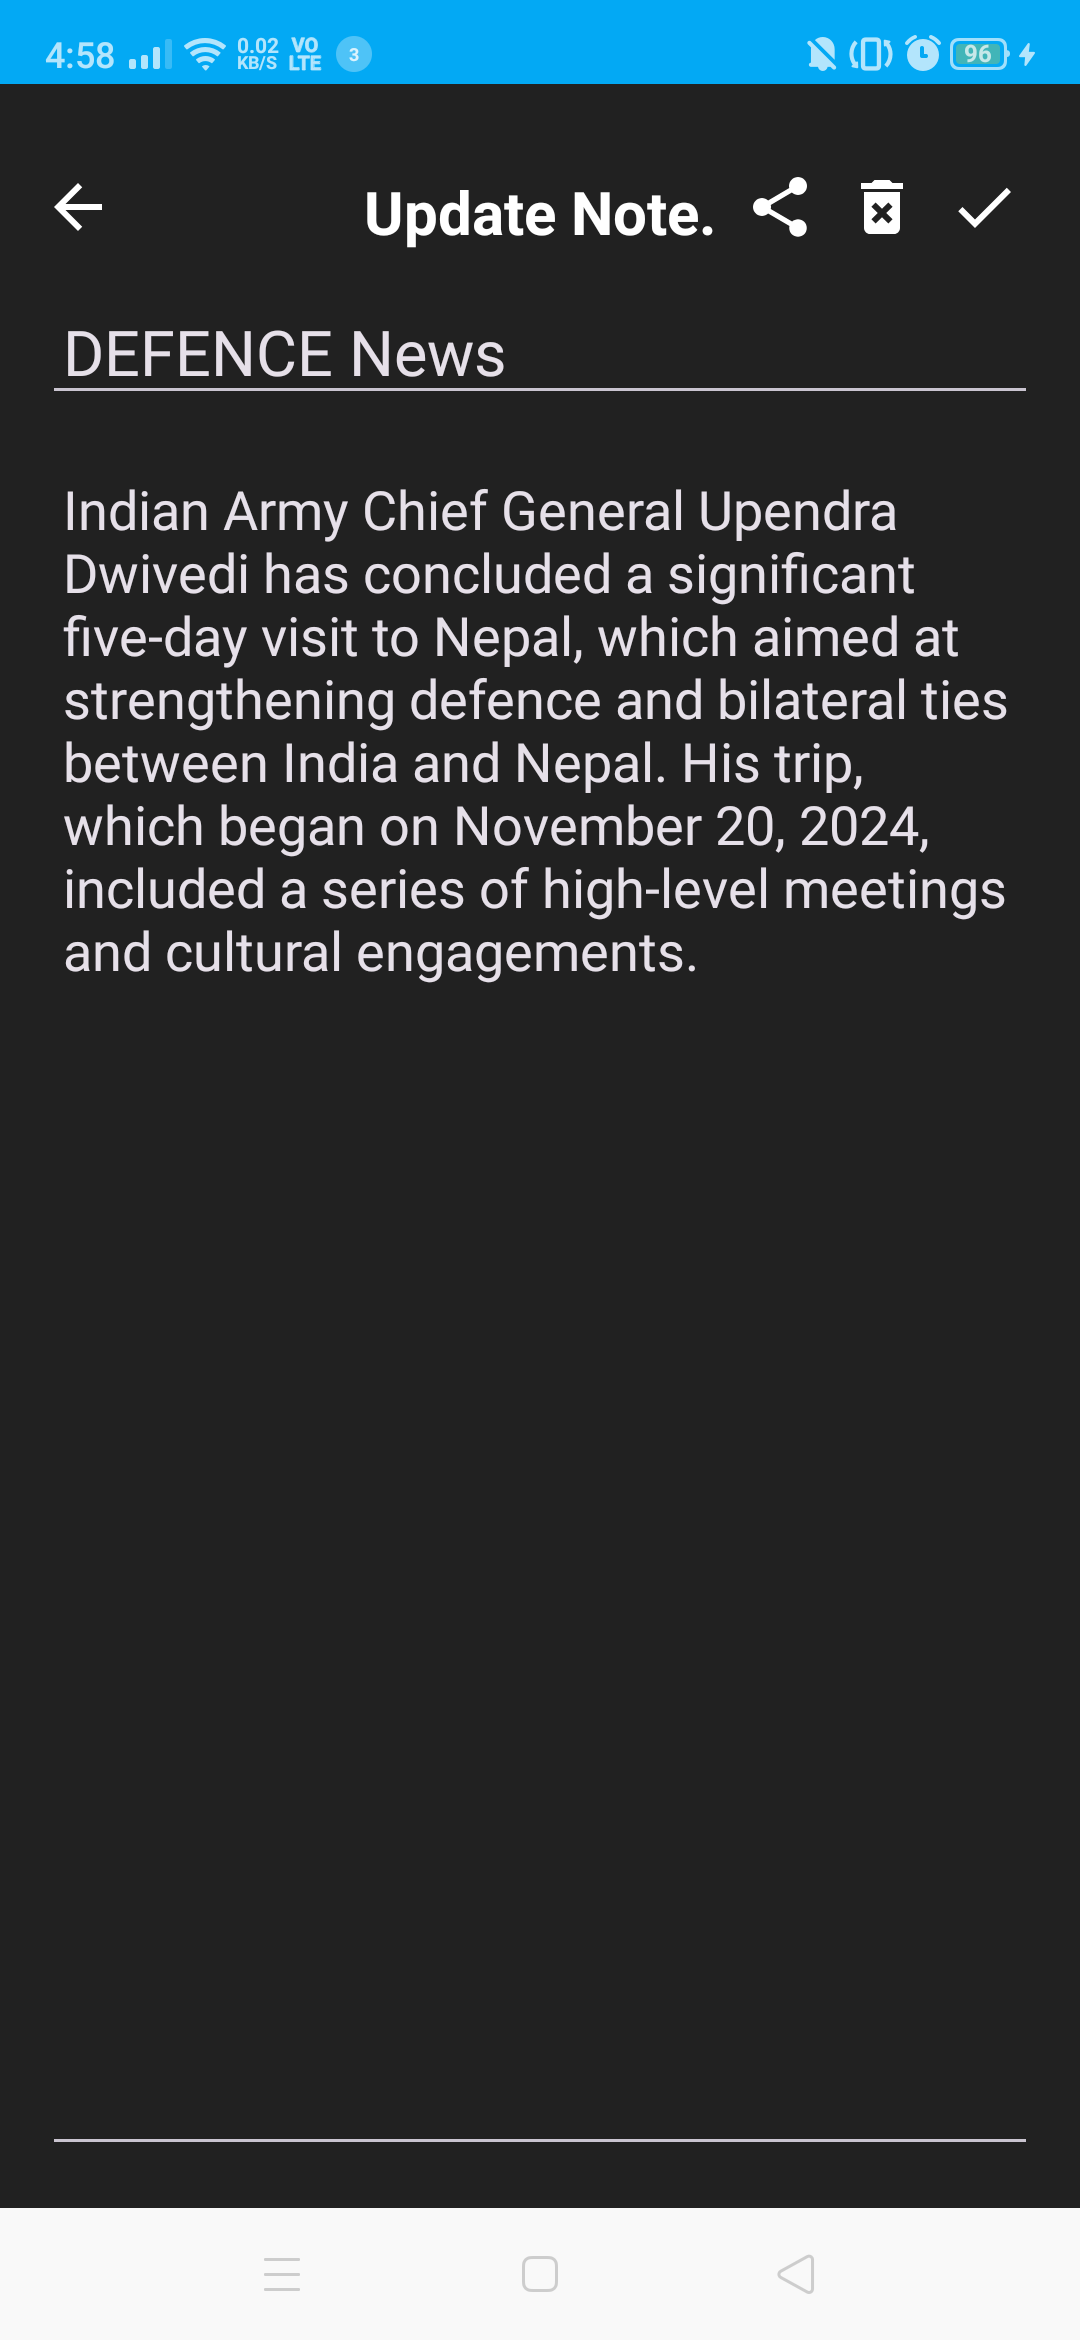 4:58 0.02 KB/S VO LTE 3 96
Update Note.
DEFENCE News
Indian Army Chief General Upendra
Dwivedi has concluded a significant
five-day visit to Nepal, which aimed at
strengthening defence and bilateral ties
between India and Nepal. His trip,
which began on November 20, 2024,
included a series of high-level meetings
and cultural engagements.